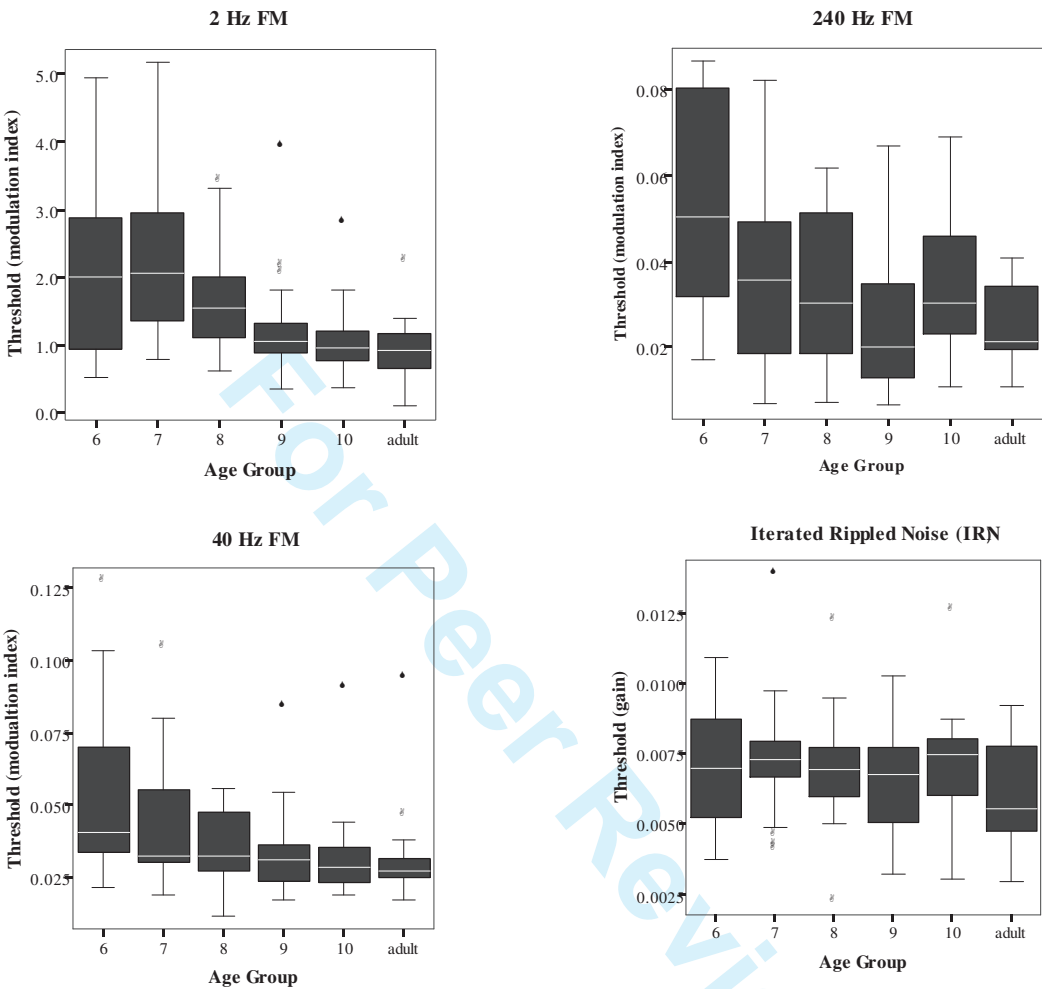 2 Hz FM
Threshold (modulation index)
5.0
4.0
3.0
2.0
1.0
0.0
6 7 8 9 10 adult
Age Group
240 Hz FM
Threshold (modulation index)
0.08
0.06
0.04
0.02
6 7 8 9 10 adult
Age Group
40 Hz FM
Threshold (modualtion index)
0.125
0.100
0.075
0.050
0.025
6 7 8 9 10 adult
Age Group
Iterated Rippled Noise (IRN
Threshold (gain)
0.0125
0.0100
0.0075
0.0050
0.0025
6 7 8 9 10 adult
Age Group
For Peer Revi